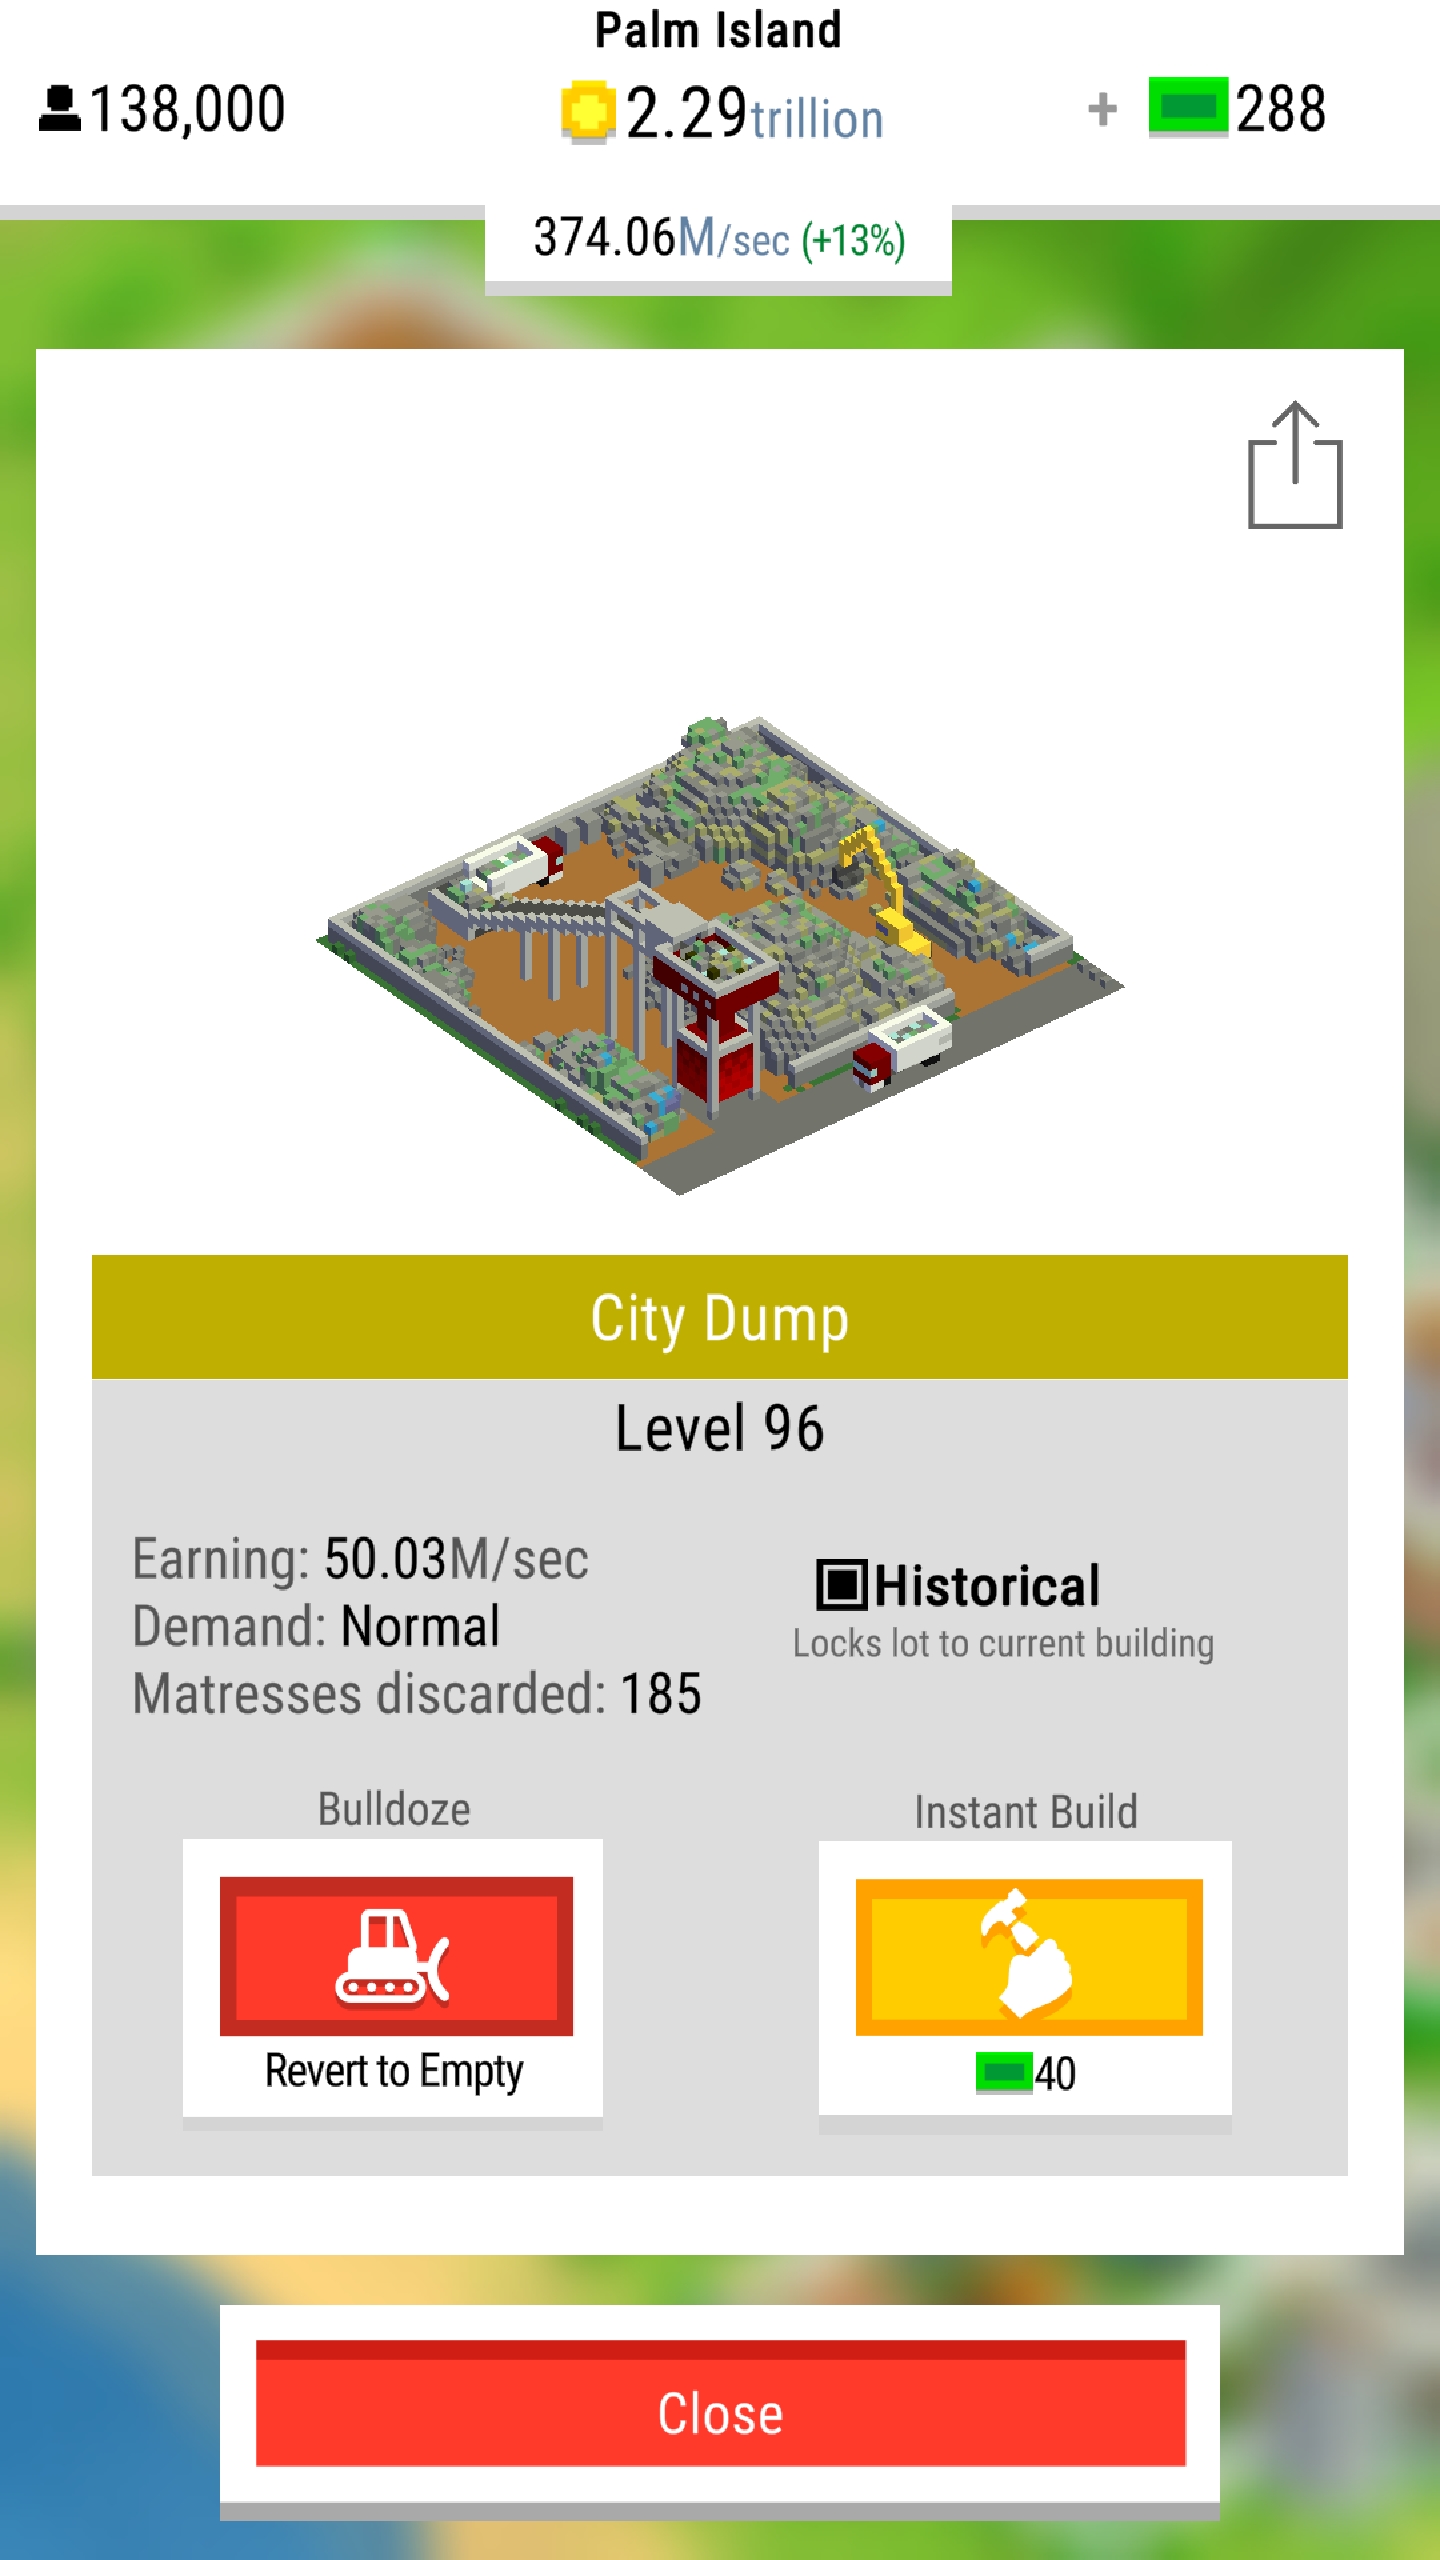 Palm Island
138,000
2.29trillion
+ 288
374.06M/sec (+13%)
City Dump
Level 96
Earning: 50.03M/sec
Demand: Normal
Matresses discarded: 185
Historical
Locks lot to current building
Bulldoze
Revert to Empty
Instant Build
40
Close